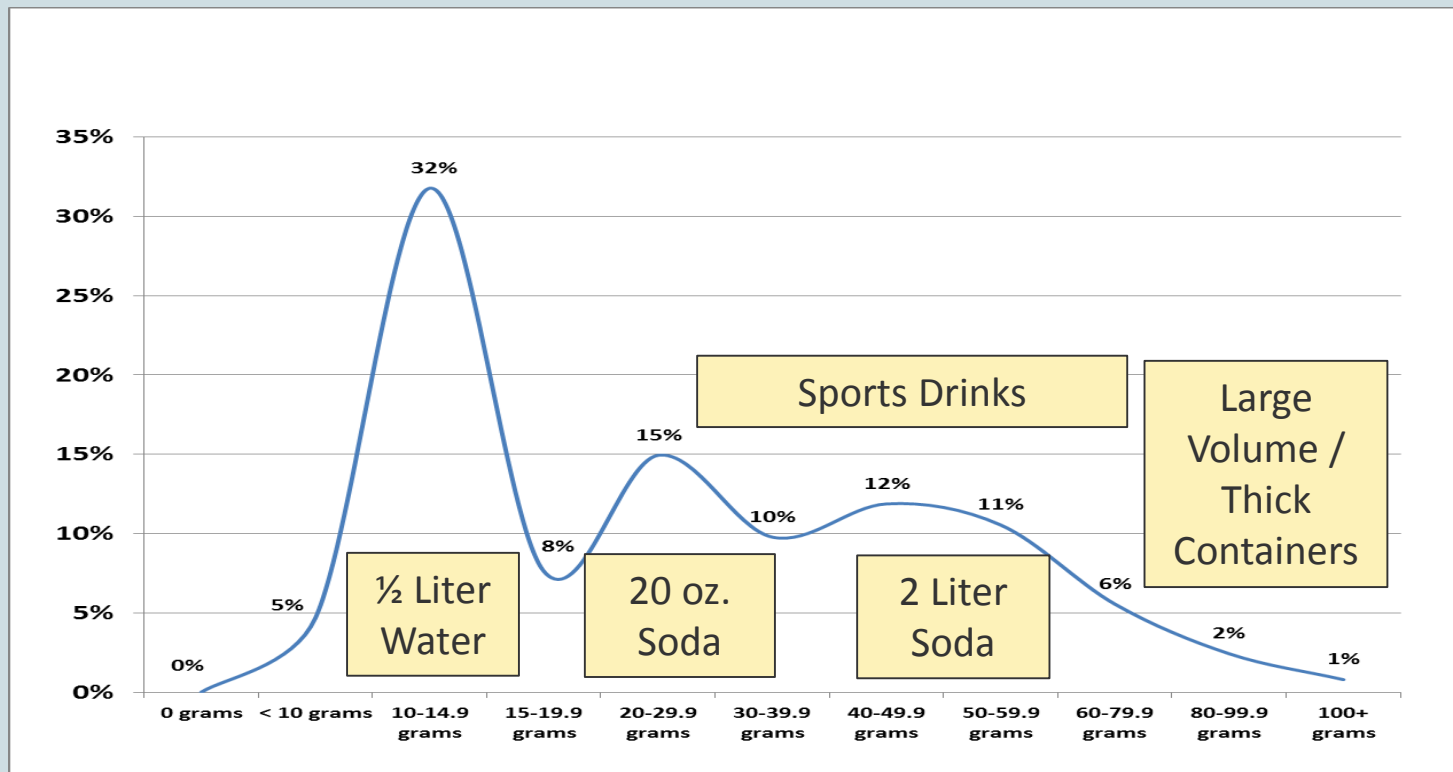 35%
32%
30%
25%
20%
Sports Drinks
Large
Volume /
Thick
Containers
15%
15%
12%
11%
10%
10%
8%
½ Liter
Water
20 oz.
Soda
2 Liter
Soda
6%
5%
5%
2%
1%
0%
0%
0 grams
< 10 grams
10-14.9
grams
15-19.9
grams
20-29.9
grams
30-39.9
grams
40-49.9
grams
50-59.9
grams
60-79.9
grams
80-99.9
grams
100+
grams